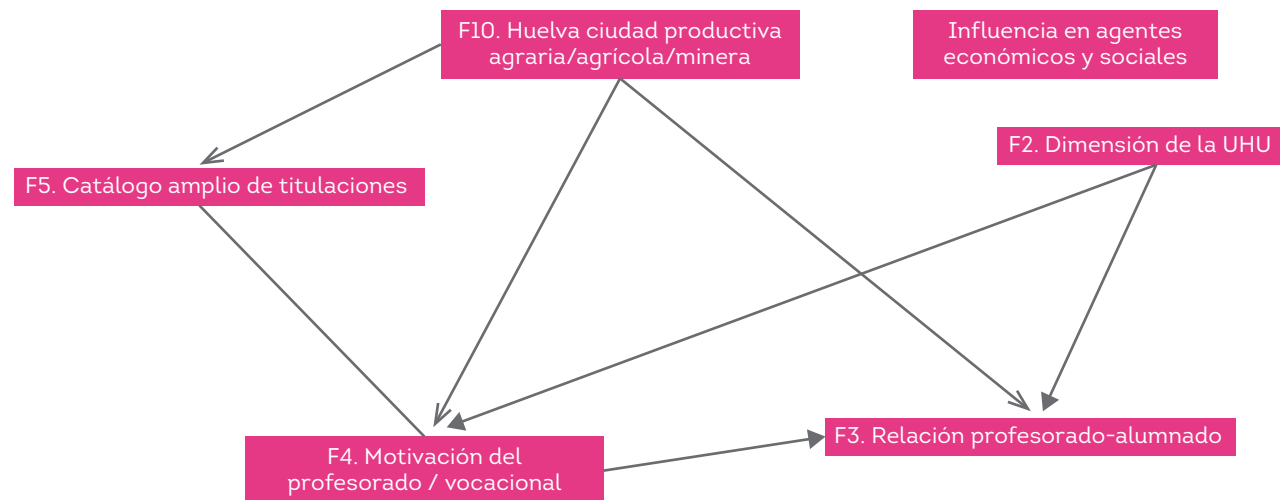 F10. Huelva ciudad productiva
agraria/agrícola/minera
Influencia en agentes
económicos y sociales
F2. Dimensión de la UHU
F5. Catálogo amplio de titulaciones
F3. Relación profesorado-alumnado
F4. Motivación del
profesorado / vocacional